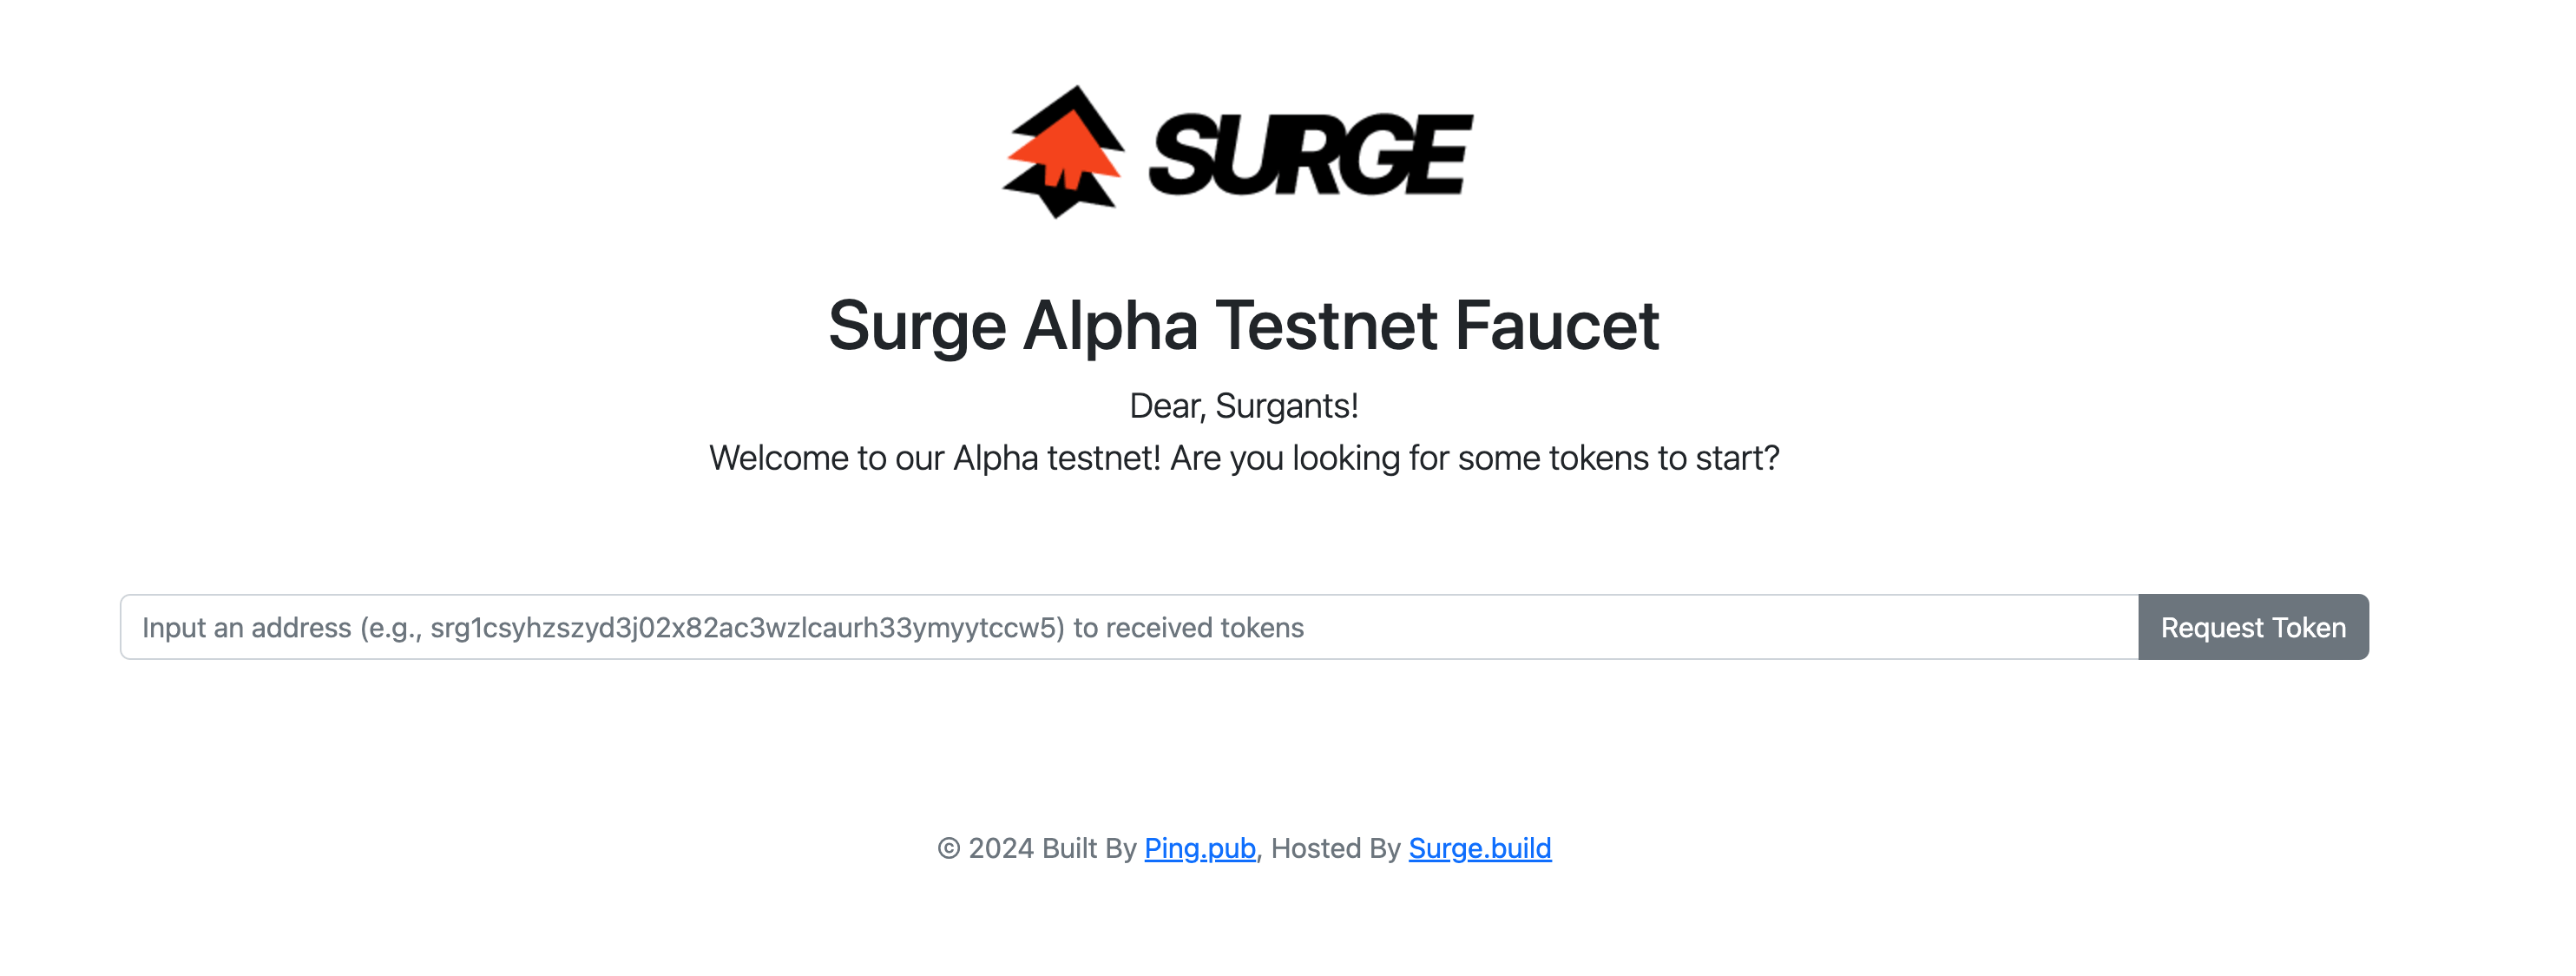 SURGE
Surge Alpha Testnet Faucet
Dear, Surgants!
Welcome to our Alpha testnet! Are you looking for some tokens to start?
Input an address (e.g., srg1csyhzszyd3j02x82ac3wzlcaurh33ymyytccw5) to received tokens
Request Token
© 2024 Built By Ping.pub, Hosted By Surge.build